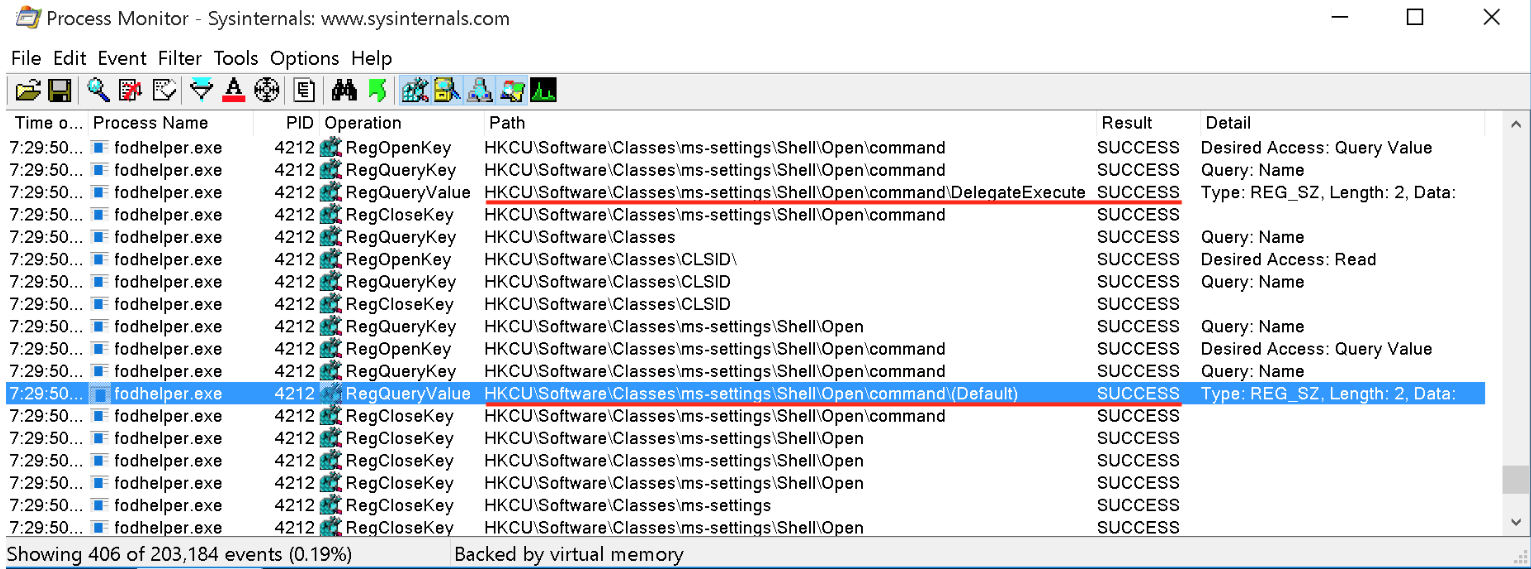 Process Monitor - Sysinternals: www.sysinternals.com
File Edit Event Filter Tools Options Help
Time o... Process Name PID Operation Path Result Detail
7:29:50... fodhelper.exe 4212 RegOpenKey HKCU\Software\Classes\ms-settings\Shell\Open\command SUCCESS Desired Access: Query Value
7:29:50... fodhelper.exe 4212 RegQueryKey HKCU\Software\Classes\ms-settings\Shell\Open\command SUCCESS Query: Name
7:29:50... fodhelper.exe 4212 RegQueryValue HKCU\Software\Classes\ms-settings\Shell\Open\command\DelegateExecute SUCCESS Type: REG_SZ, Length: 2, Data:
7:29:50... fodhelper.exe 4212 RegCloseKey HKCU\Software\Classes\ms-settings\Shell\Open\command SUCCESS
7:29:50... fodhelper.exe 4212 RegQueryKey HKCU\Software\Classes SUCCESS Query: Name
7:29:50... fodhelper.exe 4212 RegOpenKey HKCU\Software\Classes\CLSID\ SUCCESS Desired Access: Read
7:29:50... fodhelper.exe 4212 RegQueryKey HKCU\Software\Classes\CLSID SUCCESS Query: Name
7:29:50... fodhelper.exe 4212 RegCloseKey HKCU\Software\Classes\CLSID SUCCESS
7:29:50... fodhelper.exe 4212 RegQueryKey HKCU\Software\Classes\ms-settings\Shell\Open SUCCESS Query: Name
7:29:50... fodhelper.exe 4212 RegOpenKey HKCU\Software\Classes\ms-settings\Shell\Open\command SUCCESS Desired Access: Query Value
7:29:50... fodhelper.exe 4212 RegQueryKey HKCU\Software\Classes\ms-settings\Shell\Open\command SUCCESS Query: Name
7:29:50... fodhelper.exe 4212 RegQueryValue HKCU\Software\Classes\ms-settings\Shell\Open\command\(Default) SUCCESS Type: REG_SZ, Length: 2, Data:
7:29:50... fodhelper.exe 4212 RegCloseKey HKCU\Software\Classes\ms-settings\Shell\Open\command SUCCESS
7:29:50... fodhelper.exe 4212 RegCloseKey HKCU\Software\Classes\ms-settings\Shell\Open SUCCESS
7:29:50... fodhelper.exe 4212 RegCloseKey HKCU\Software\Classes\ms-settings\Shell\Open SUCCESS
7:29:50... fodhelper.exe 4212 RegCloseKey HKCU\Software\Classes\ms-settings\Shell\Open SUCCESS
7:29:50... fodhelper.exe 4212 RegCloseKey HKCU\Software\Classes\ms-settings SUCCESS
7:29:50... fodhelper.exe 4212 RegCloseKey HKCU\Software\Classes\ms-settings\Shell\Open SUCCESS
Showing 406 of 203,184 events (0.19%) Backed by virtual memory